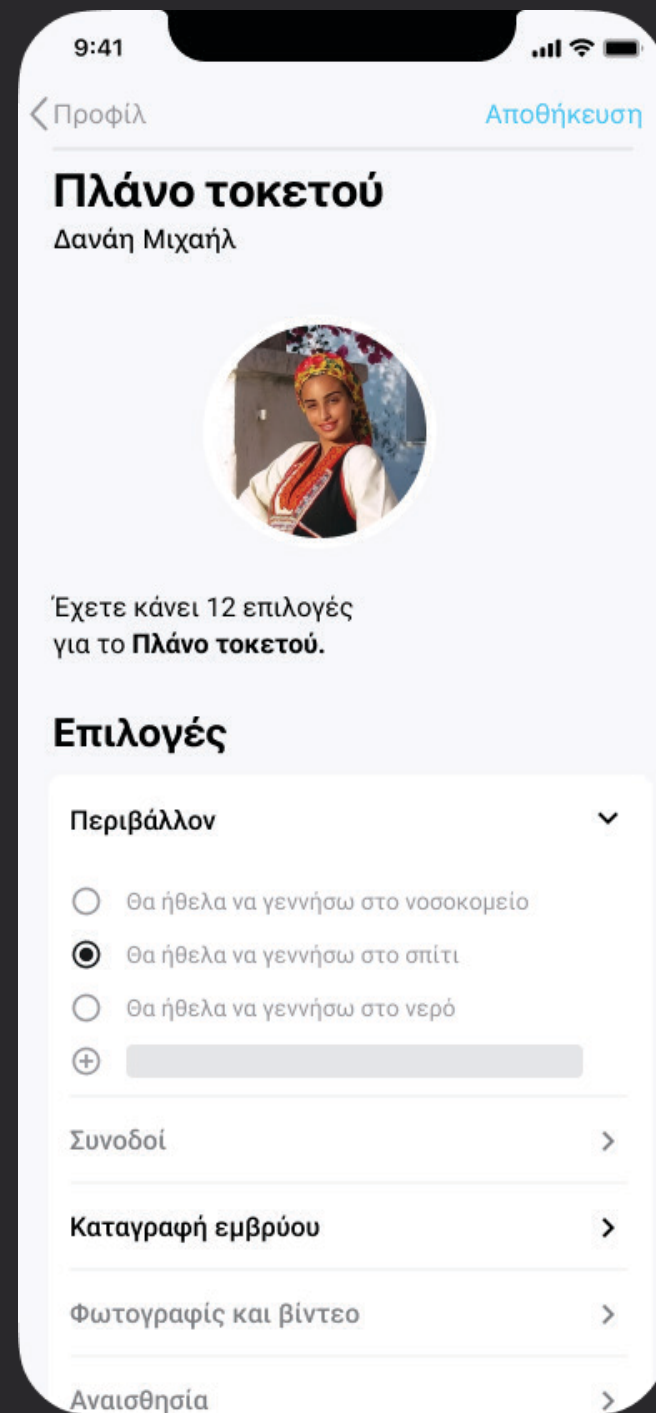 9:41
Προφίλ
Αποθήκευση
Πλάνο τοκετού
Δανάη Μιχαήλ
Έχετε κάνει 12 επιλογές
για το Πλάνο τοκετού.
Επιλογές
Περιβάλλον
Θα ήθελα να γεννήσω στο νοσοκομείο
Θα ήθελα να γεννήσω στο σπίτι
Θα ήθελα να γεννήσω στο νερό
Συνοδοί
Καταγραφή εμβρύου
Φωτογραφίς και βίντεο
Αναισθησία